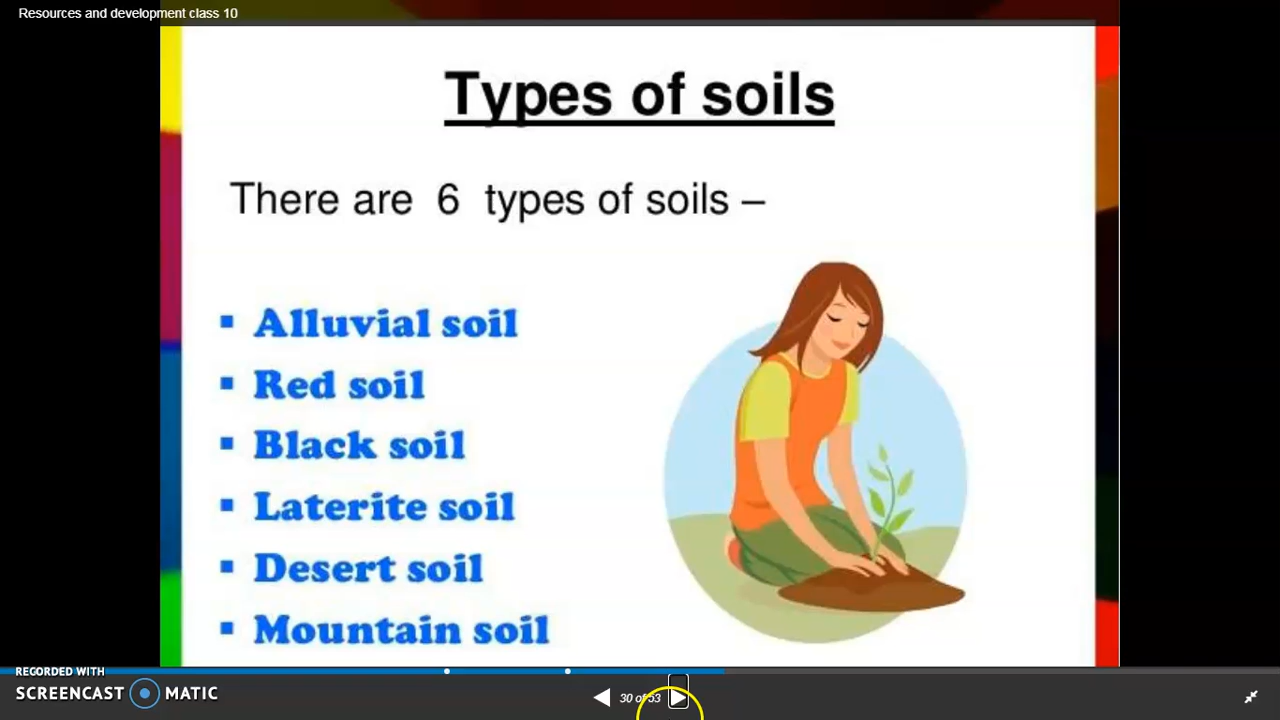 Resources and development class 10
Types of soils
There are 6 types of soils –
▪ Alluvial soil
▪ Red soil
▪ Black soil
▪ Laterite soil
▪ Desert soil
▪ Mountain soil
RECORDED WITH
SCREENCAST MATIC
30 of 53